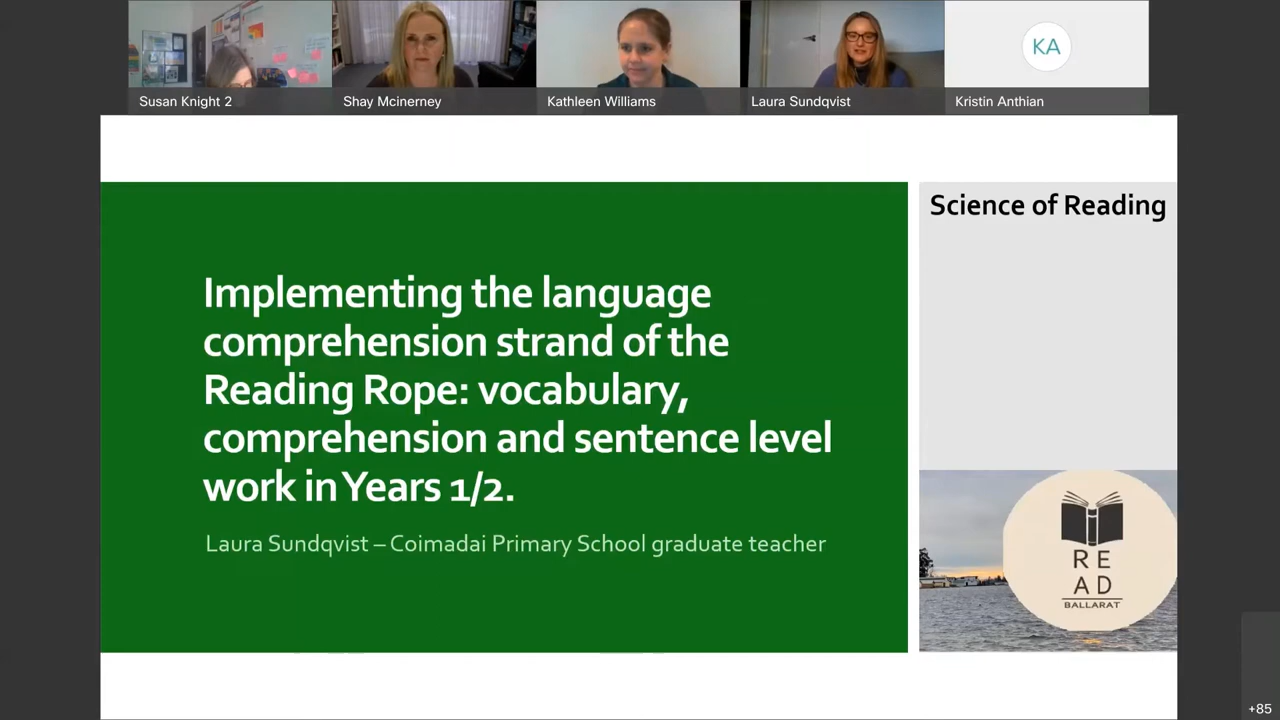 Susan Knight 2
Shay Mcinerney
Kathleen Williams
Laura Sundqvist
KA
Kristin Anthian
Science of Reading
Implementing the language
comprehension strand of the
Reading Rope: vocabulary,
comprehension and sentence level
work in Years 1/2.
Laura Sundqvist – Coimadai Primary School graduate teacher
RE
AD
BALLARAT
+85